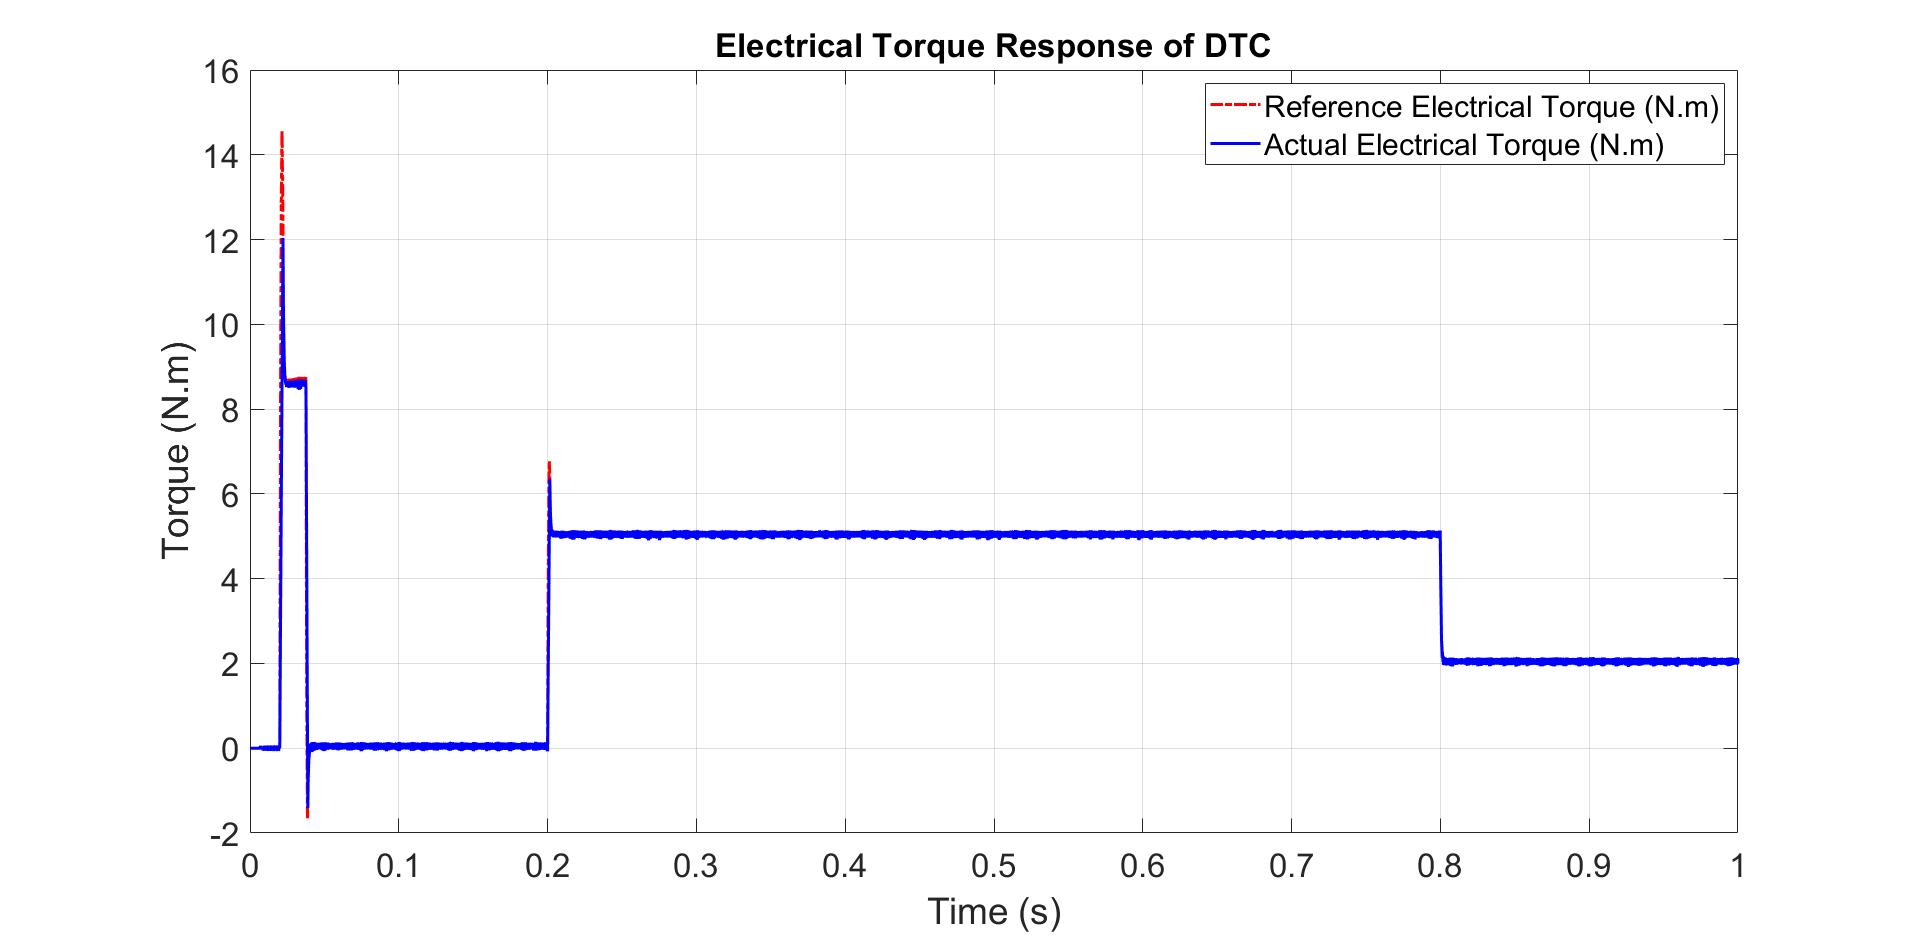 Electrical Torque Response of DTC
Reference Electrical Torque (N.m)
Actual Electrical Torque (N.m)
Torque (N.m)
16
14
12
10
8
6
4
2
0
-2
0 0.1 0.2 0.3 0.4 0.5 0.6 0.7 0.8 0.9 1
Time (s)